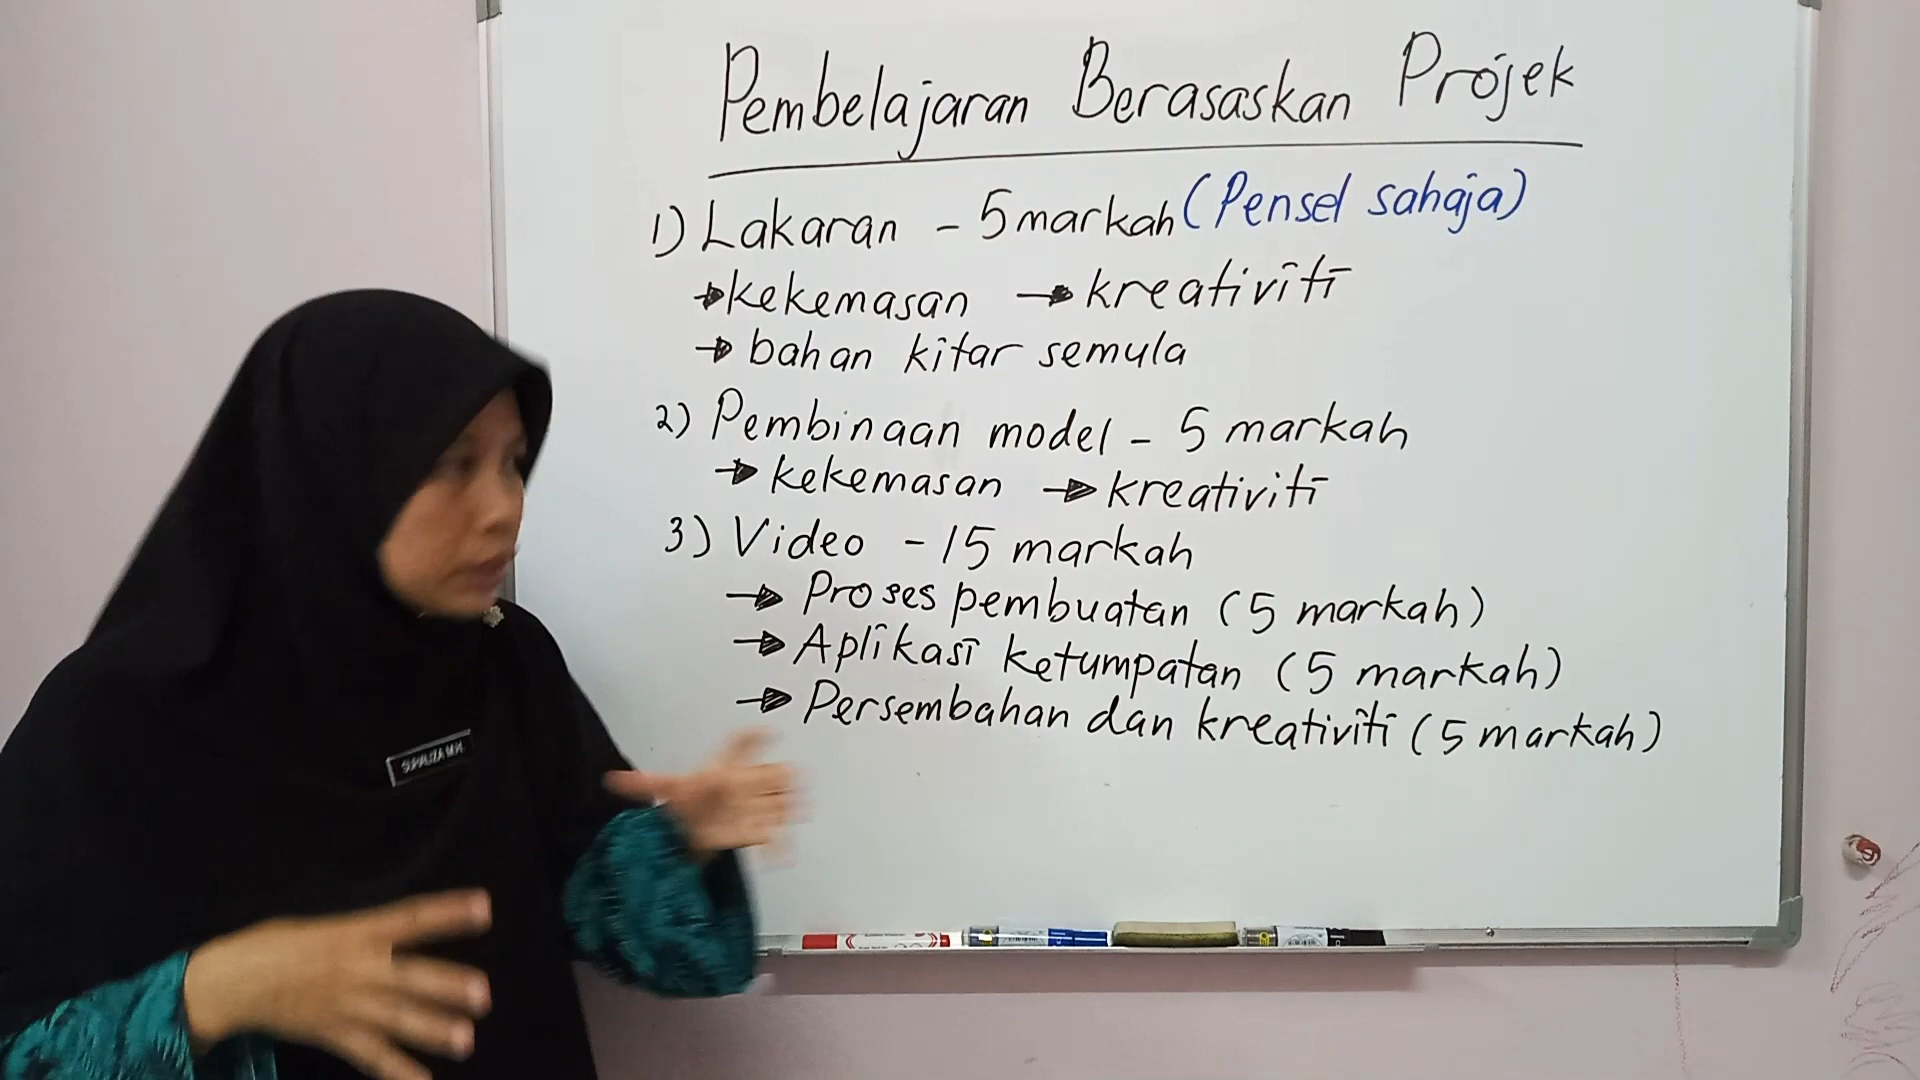 Pembelajaran Berasaskan Projek
1) Lakaran - 5 markah (Pensel sahaja)
→ kekemasan → kreativiti
→ bahan kitar semula
2) Pembinaan model - 5 markah
→ kekemasan → kreativiti
3) Video - 15 markah
→ Proses pembuatan (5 markah)
→ Aplikasi ketumpatan (5 markah)
→ Persembahan dan kreativiti (5 markah)